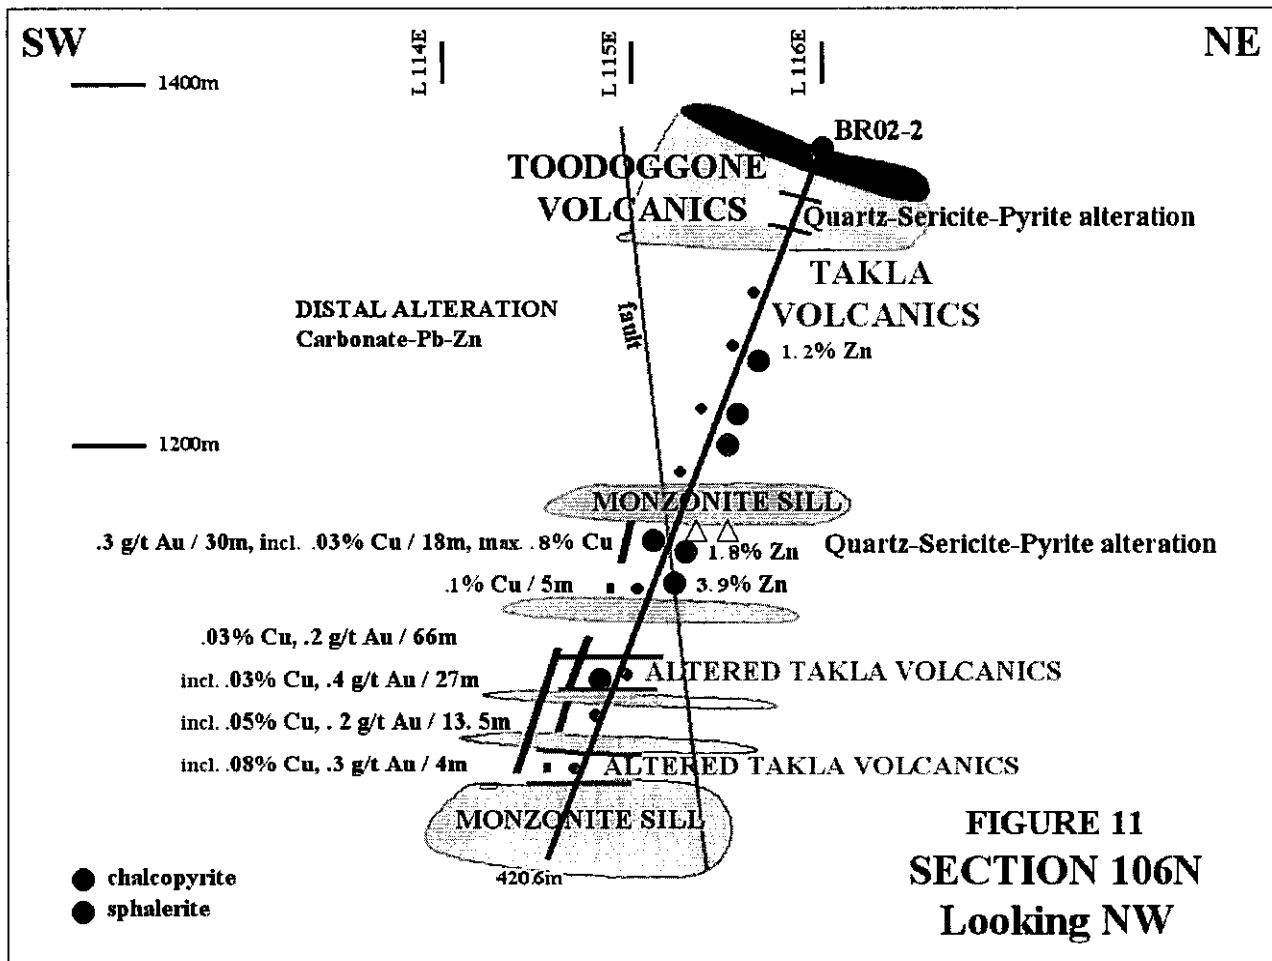 SW
NE
L 114E
L 115E
L 116E
1400m
BR02-2
TOODOGGONE
VOLCANICS
Quartz-Sericite-Pyrite alteration
TAKLA
VOLCANICS
DISTAL ALTERATION
Carbonate-Pb-Zn
fault
1.2% Zn
1200m
MONZONITE SILL
.3 g/t Au / 30m, incl. .03% Cu / 18m, max. .8% Cu
1.8% Zn
Quartz-Sericite-Pyrite alteration
.1% Cu / 5m
3.9% Zn
.03% Cu, .2 g/t Au / 66m
ALTERED TAKLA VOLCANICS
incl. .03% Cu, .4 g/t Au / 27m
incl. .05% Cu, .2 g/t Au / 13.5m
incl. .08% Cu, .3 g/t Au / 4m
ALTERED TAKLA VOLCANICS
MONZONITE SILL
420.6m
chalcopyrite
sphalerite
FIGURE 11
SECTION 106N
Looking NW